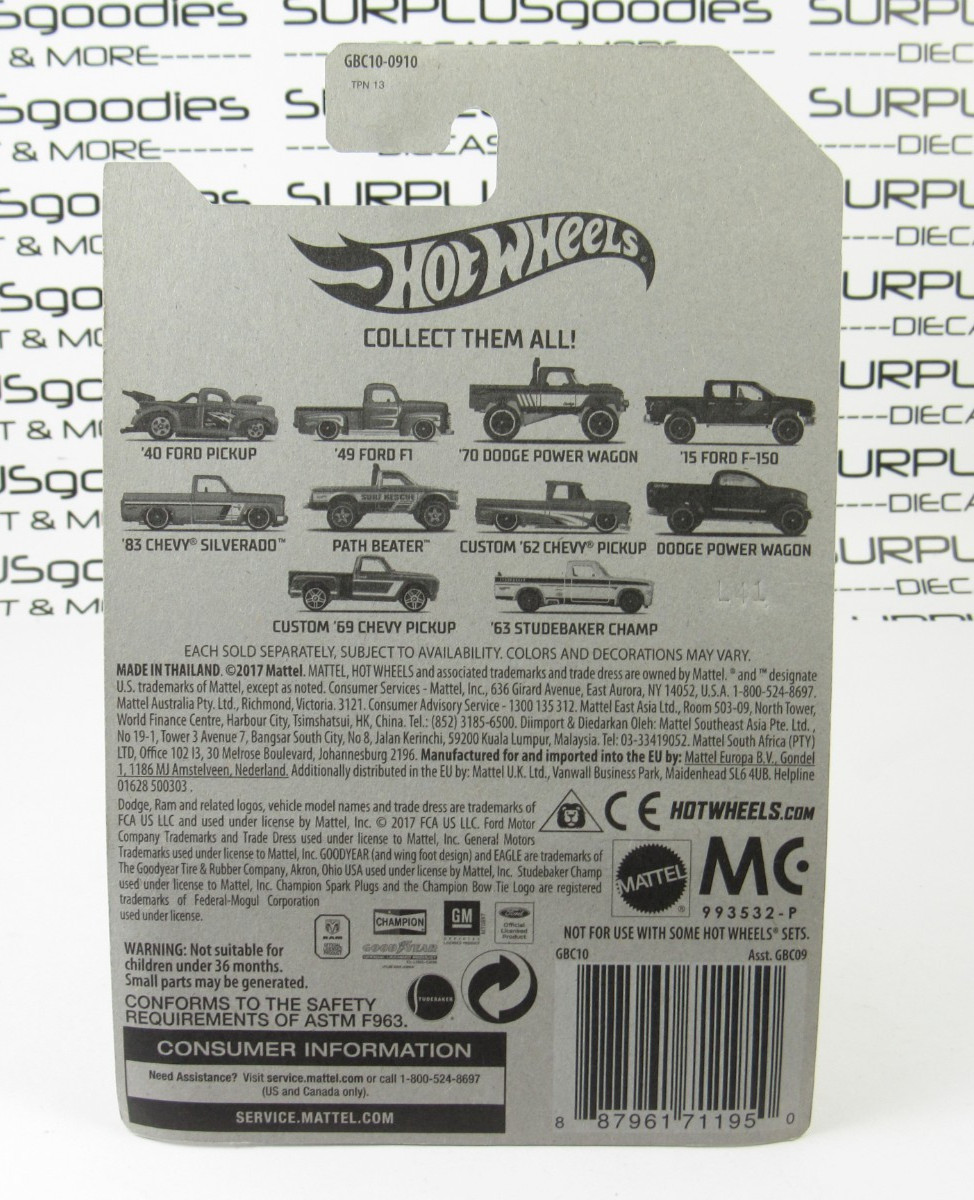 SURPLUSgoodies
& MORE
DIECAST & MORE
GBC10-0910
TPN 13
HOT WHEELS®
COLLECT THEM ALL!
'40 FORD PICKUP '49 FORD F1 '70 DODGE POWER WAGON '15 FORD F-150
SURF RESCUE
'83 CHEVY® SILVERADO™ PATH BEATER™ CUSTOM '62 CHEVY® PICKUP DODGE POWER WAGON
CUSTOM '69 CHEVY PICKUP '63 STUDEBAKER CHAMP
EACH SOLD SEPARATELY, SUBJECT TO AVAILABILITY. COLORS AND DECORATIONS MAY VARY.
MADE IN THAILAND. ©2017 Mattel. MATTEL, HOT WHEELS and associated trademarks and trade dress are owned by Mattel. ® and ™ designate
U.S. trademarks of Mattel, except as noted. Consumer Services - Mattel, Inc., 636 Girard Avenue, East Aurora, NY 14052, U.S.A. 1-800-524-8697.
Mattel Australia Pty. Ltd., Richmond, Victoria. 3121. Consumer Advisory Service - 1300 135 312. Mattel East Asia Ltd., Room 503-09, North Tower,
World Finance Centre, Harbour City, Tsimshatsui, HK, China. Tel.: (852) 3185-6500. Diimport & Diedarkan Oleh: Mattel Southeast Asia Pte. Ltd.,
No 19-1, Tower 3 Avenue 7, Bangsar South City, No 8, Jalan Kerinchi, 59200 Kuala Lumpur, Malaysia. Tel: 03-33419052. Mattel South Africa (PTY)
LTD, Office 102 I3, 30 Melrose Boulevard, Johannesburg 2196. Manufactured for and imported into the EU by: Mattel Europa B.V., Gondel
1, 1186 MJ Amstelveen, Nederland. Additionally distributed in the EU by: Mattel U.K. Ltd., Vanwall Business Park, Maidenhead SL6 4UB. Helpline
01628 500303.
Dodge, Ram and related logos, vehicle model names and trade dress are trademarks of
FCA US LLC and used under license by Mattel, Inc. © 2017 FCA US LLC. Ford Motor
Company Trademarks and Trade Dress used under license to Mattel, Inc. General Motors
Trademarks used under license to Mattel, Inc. GOODYEAR (and wing foot design) and EAGLE are trademarks of
The Goodyear Tire & Rubber Company, Akron, Ohio USA used under license by Mattel, Inc. Studebaker Champ
used under license to Mattel, Inc. Champion Spark Plugs and the Champion Bow Tie Logo are registered
trademarks of Federal-Mogul Corporation
used under license.
CE HOTWHEELS.COM
MATTEL®
MC
993532-P
NOT FOR USE WITH SOME HOT WHEELS® SETS.
RAM
CHAMPION
GOODYEAR
GM
Ford
Official
Licensed
Product
STUDEBAKER
WARNING: Not suitable for
children under 36 months.
Small parts may be generated.
CONFORMS TO THE SAFETY
REQUIREMENTS OF ASTM F963.
CONSUMER INFORMATION
Need Assistance? Visit service.mattel.com or call 1-800-524-8697
(US and Canada only).
SERVICE.MATTEL.COM
GBC10 Asst. GBC09
8 87961 71195 0